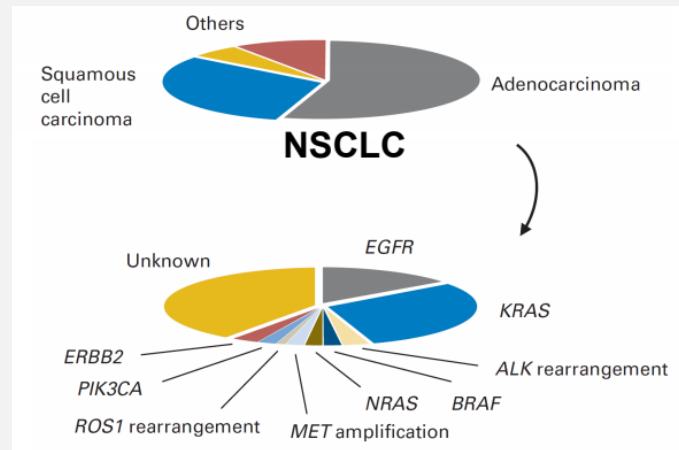 Others
Squamous
cell
carcinoma
Adenocarcinoma
NSCLC
EGFR
Unknown
KRAS
ERBB2
ALK rearrangement
PIK3CA
NRAS
BRAF
ROS1 rearrangement
MET amplification